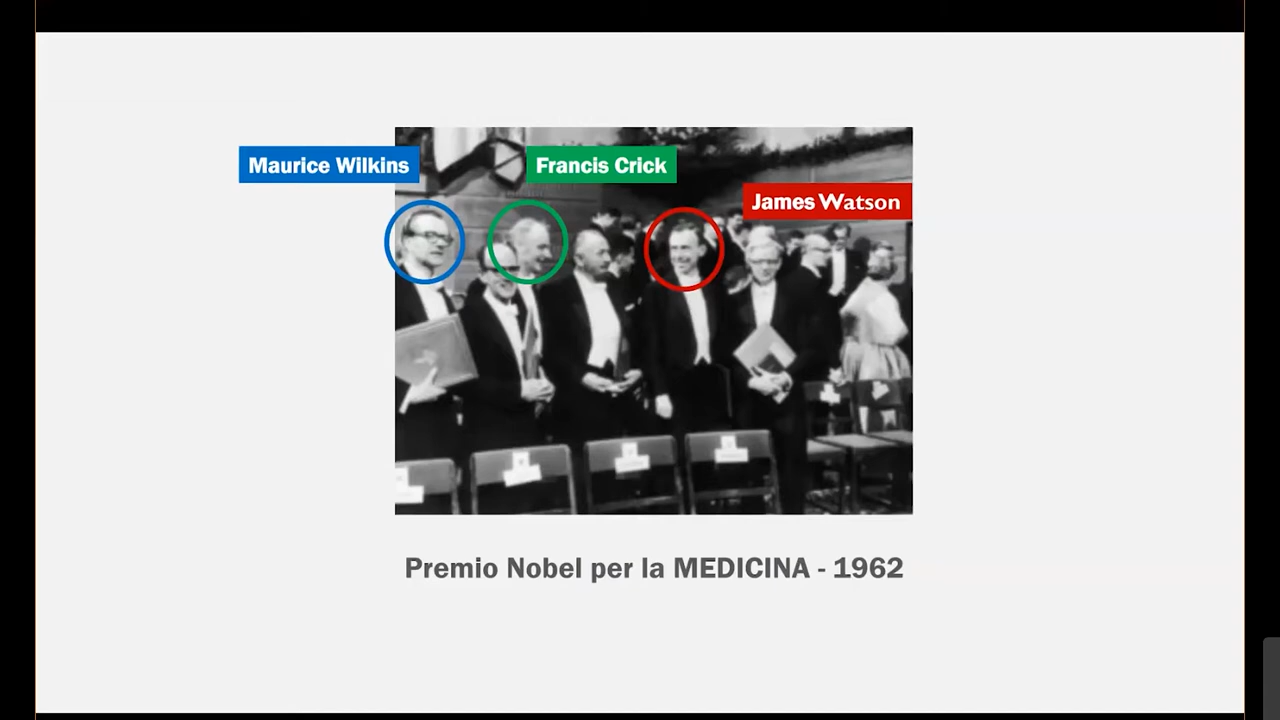 Maurice Wilkins
Francis Crick
James Watson
Premio Nobel per la MEDICINA - 1962